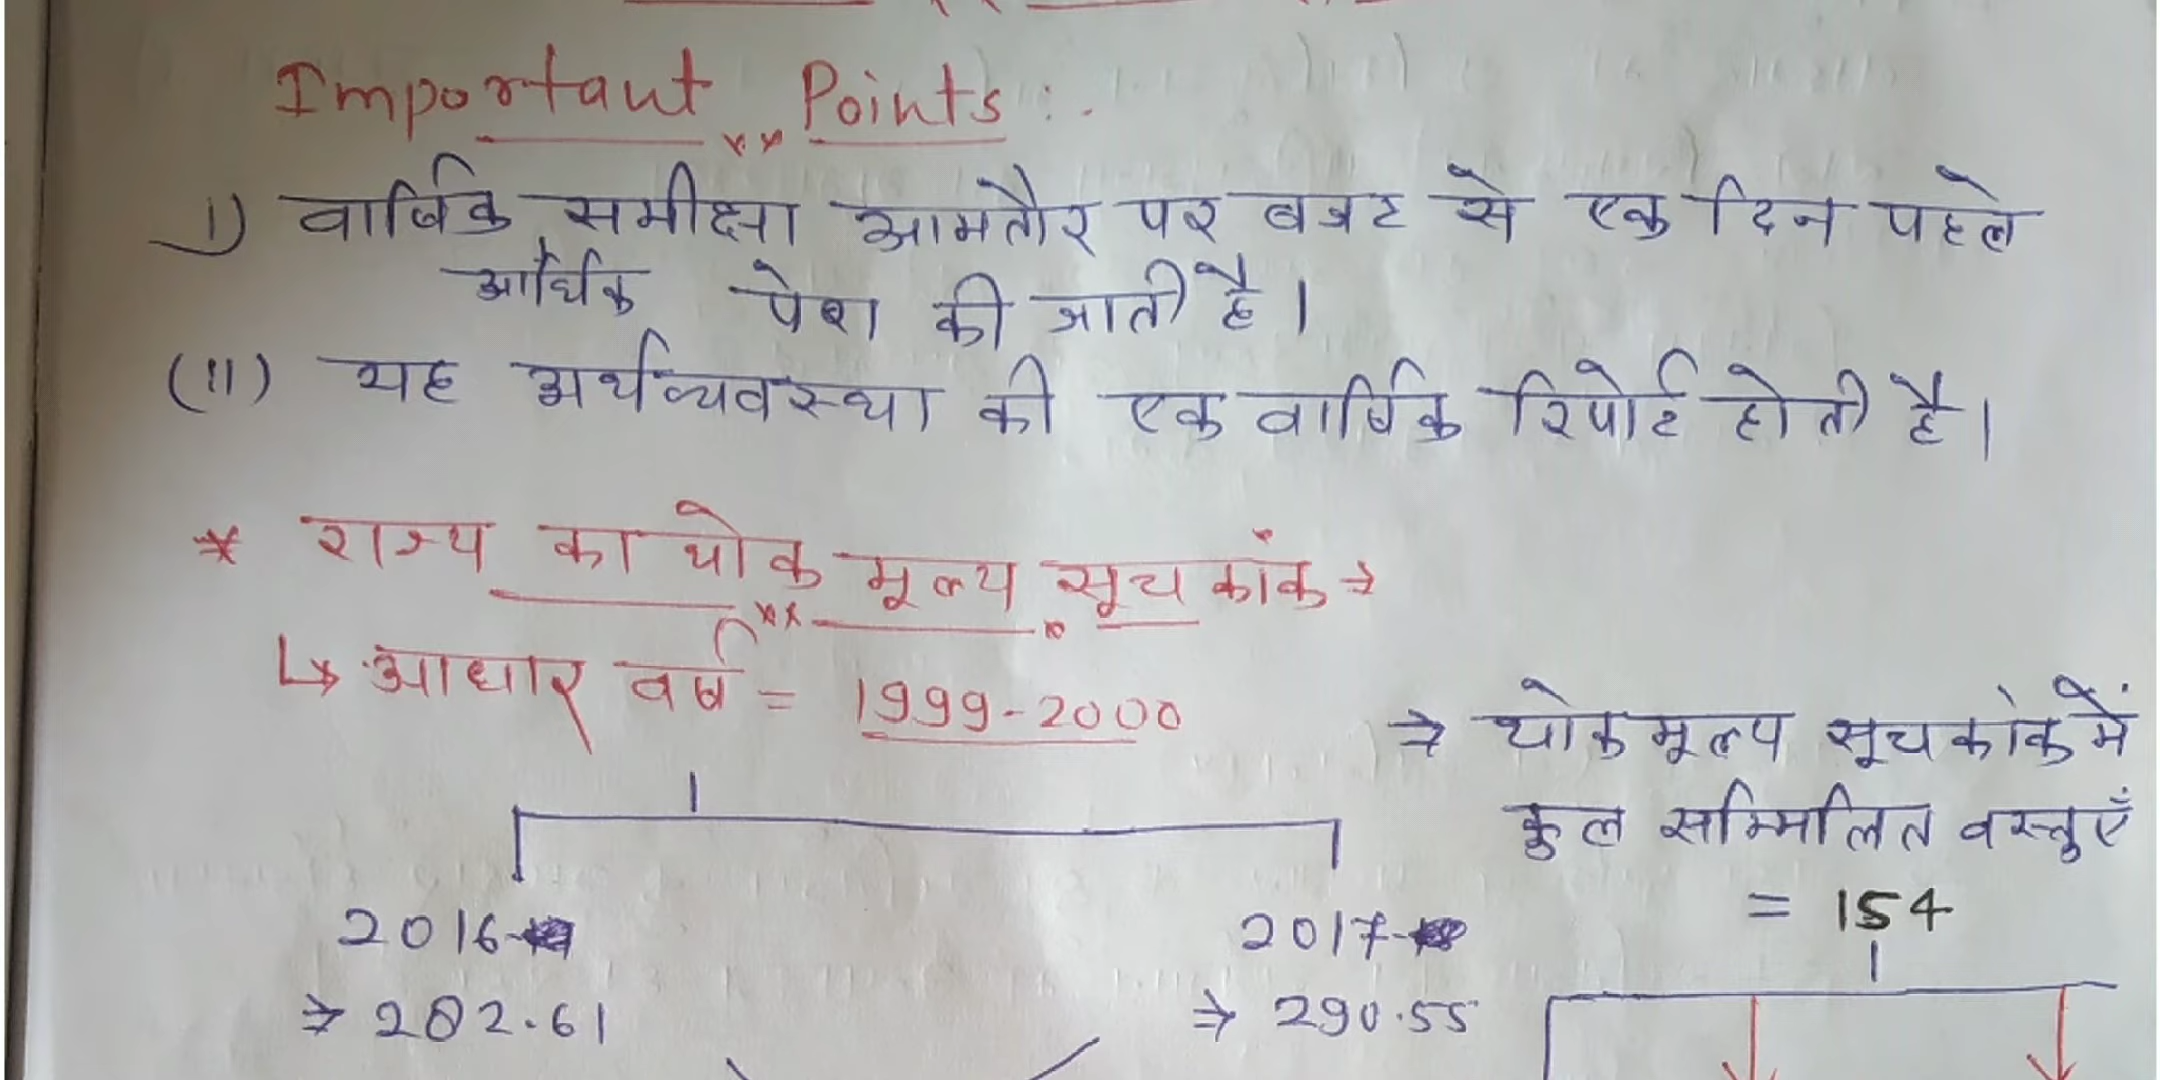 Important Points :-
I) वार्षिक समीक्षा आमतौर पर बजट से एक दिन पहले
आर्थिक पेश की जाती है।
(II) यह अर्थव्यवस्था की एक वार्षिक रिपोर्ट होती है।
* राज्य का थोक मूल्य सूचकांक →
↳ आधार वर्ष = 1999-2000
⇒ थोक मूल्य सूचकांक में
कुल सम्मिलित वस्तुएँ
= 154
2016 2017
⇒ 282.61 ⇒ 290.55